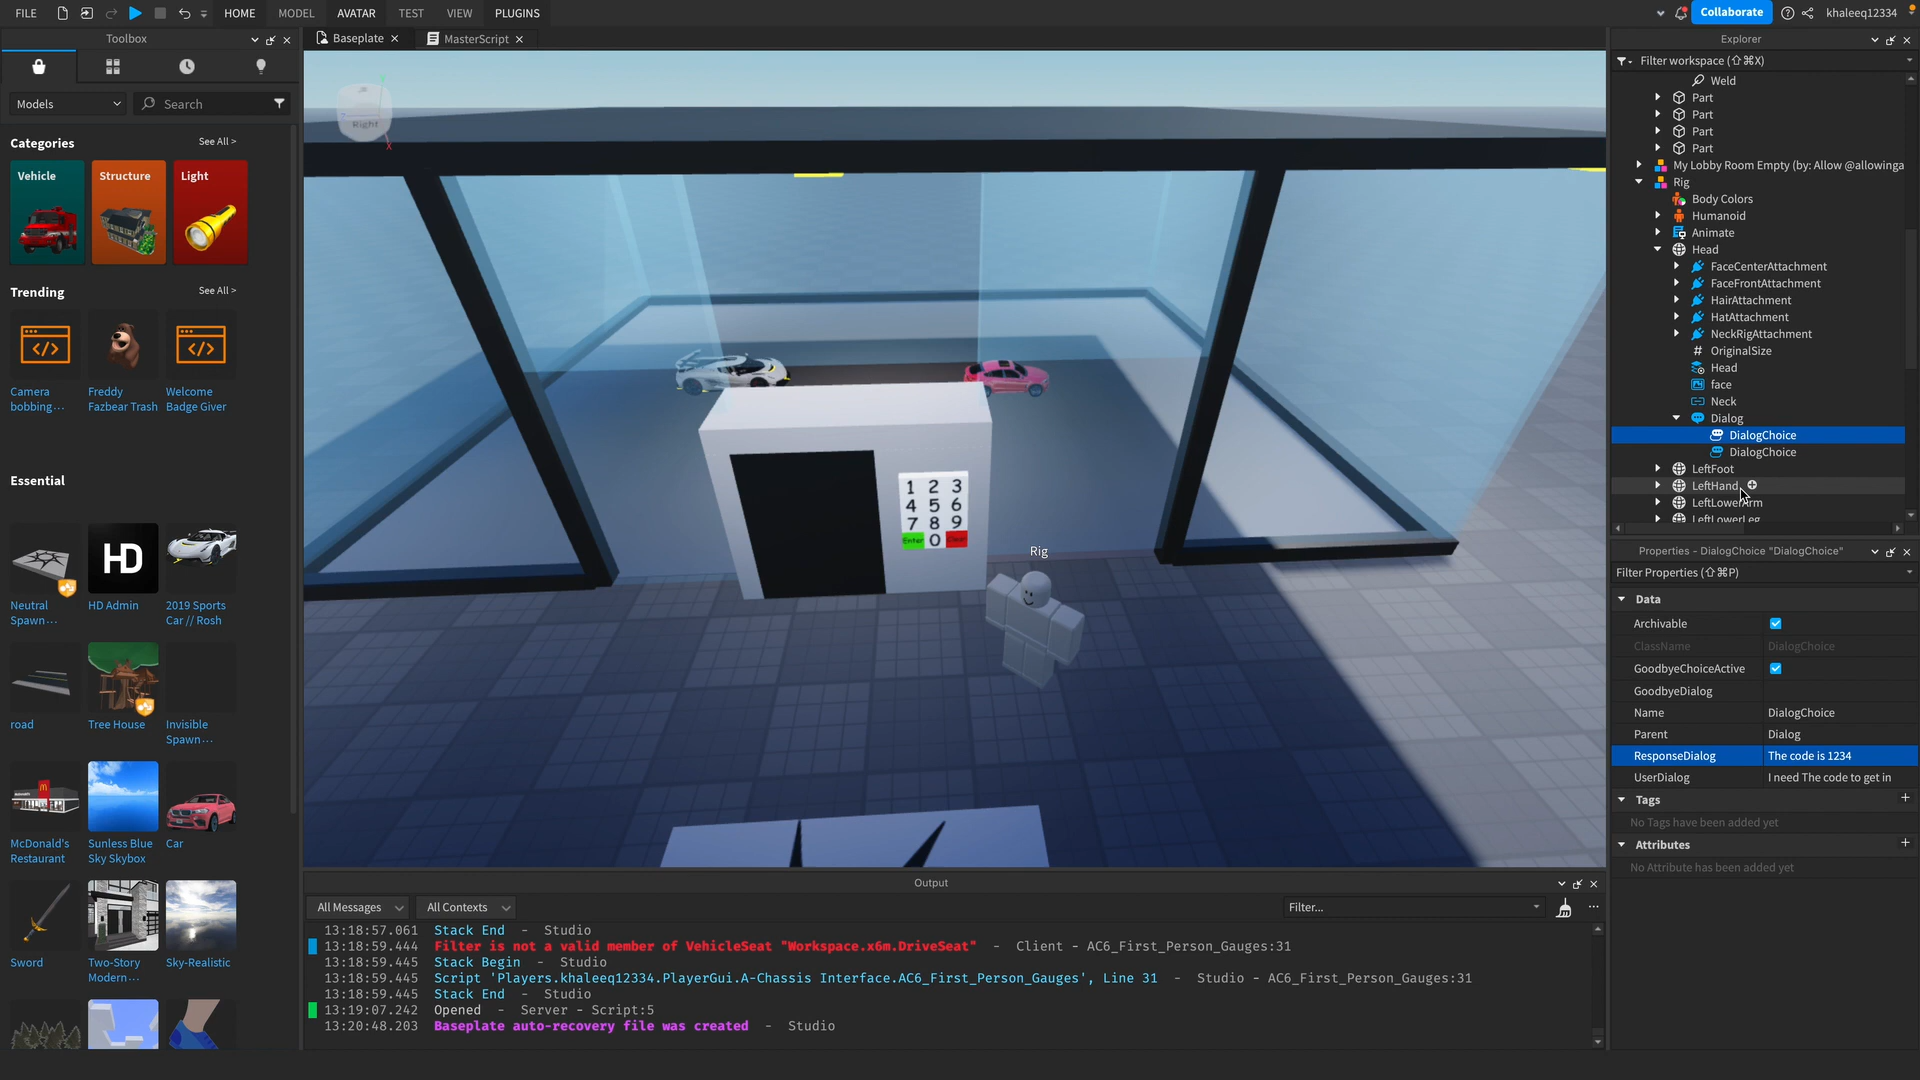 FILE
HOME
MODEL
AVATAR
TEST
VIEW
PLUGINS
Collaborate
khaleeq12334
Toolbox
Models
Search
Categories
See All >
Vehicle
Structure
Light
Trending
See All >
Camera
bobbing...
Freddy
Fazbear Trash
Welcome
Badge Giver
Essential
Neutral
Spawn...
HD
HD Admin
2019 Sports
Car // Rosh
road
Tree House
Invisible
Spawn...
McDonald's
Restaurant
Sunless Blue
Sky Skybox
Car
Sword
Two-Story
Modern...
Sky-Realistic
Baseplate
MasterScript
Right
X
1 2 3
4 5 6
7 8 9
Enter 0 Clear
Rig
Output
All Messages
All Contexts
Filter...
13:18:57.061 Stack End - Studio
13:18:59.444 Filter is not a valid member of VehicleSeat "Workspace.x6m.DriveSeat" - Client - AC6_First_Person_Gauges:31
13:18:59.445 Stack Begin - Studio
13:18:59.445 Script 'Players.khaleeq12334.PlayerGui.A-Chassis Interface.AC6_First_Person_Gauges', Line 31 - Studio - AC6_First_Person_Gauges:31
13:18:59.445 Stack End - Studio
13:19:07.242 Opened - Server - Script:5
13:20:48.203 Baseplate auto-recovery file was created - Studio
Explorer
Filter workspace (⇧⌘X)
Weld
Part
Part
Part
Part
My Lobby Room Empty (by: Allow @allowinga
Rig
Body Colors
Humanoid
Animate
Head
FaceCenterAttachment
FaceFrontAttachment
HairAttachment
HatAttachment
NeckRigAttachment
OriginalSize
Head
face
Neck
Dialog
DialogChoice
DialogChoice
LeftFoot
LeftHand
LeftLowerArm
LeftLowerLeg
Properties - DialogChoice "DialogChoice"
Filter Properties (⇧⌘P)
Data
Archivable
ClassName DialogChoice
GoodbyeChoiceActive
GoodbyeDialog
Name DialogChoice
Parent Dialog
ResponseDialog The code is 1234
UserDialog I need The code to get in
Tags
No Tags have been added yet
Attributes
No Attribute has been added yet